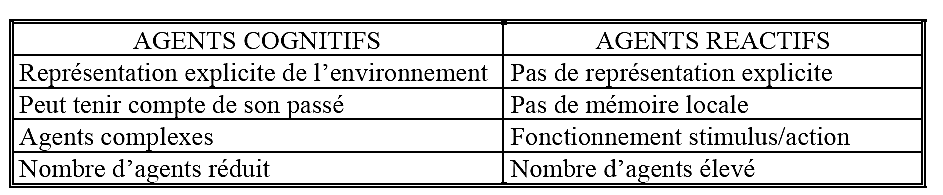 AGENTS COGNITIFS AGENTS REACTIFS
Représentation explicite de l’environnement Pas de représentation explicite
Peut tenir compte de son passé Pas de mémoire locale
Agents complexes Fonctionnement stimulus/action
Nombre d’agents réduit Nombre d’agents élevé